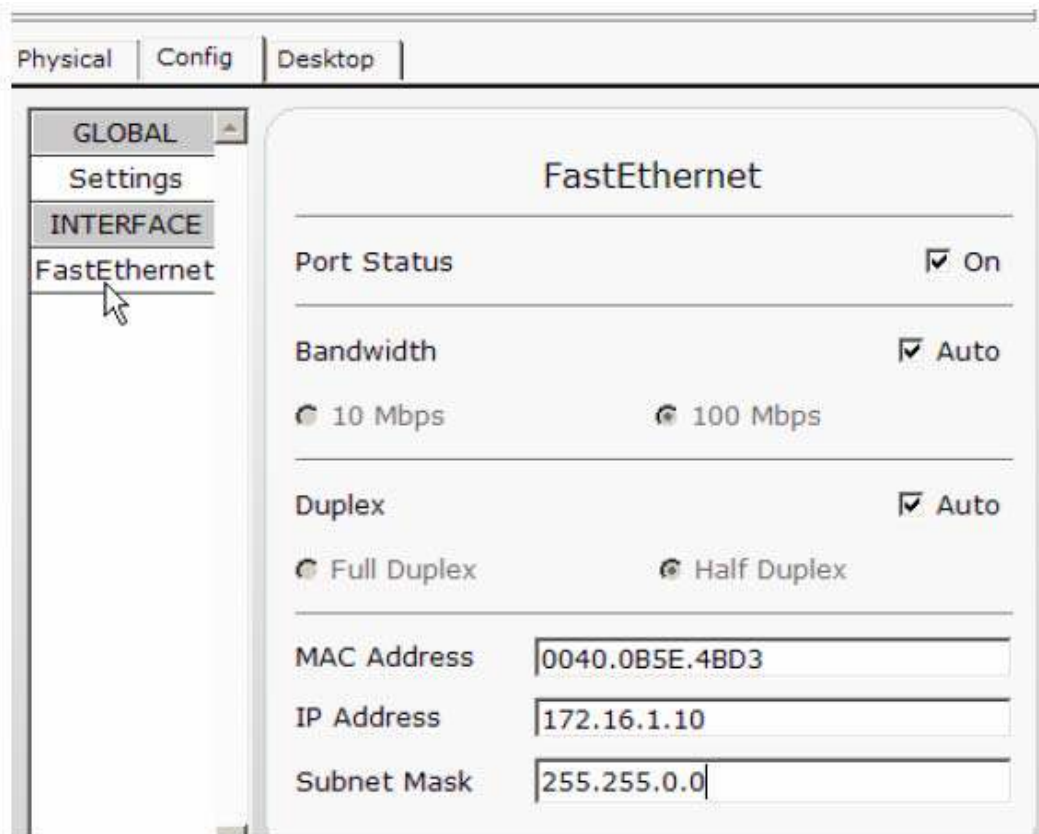 Physical Config Desktop
GLOBAL
Settings
INTERFACE
FastEthernet
FastEthernet
Port Status On
Bandwidth Auto
10 Mbps 100 Mbps
Duplex Auto
Full Duplex Half Duplex
MAC Address 0040.0B5E.4BD3
IP Address 172.16.1.10
Subnet Mask 255.255.0.0